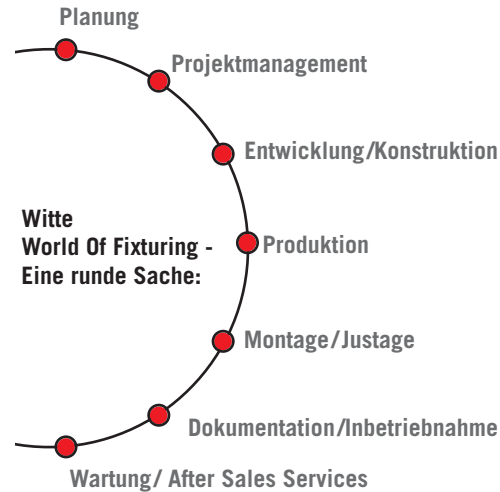 Planung
Projektmanagement
Entwicklung/Konstruktion
Witte
World Of Fixturing -
Eine runde Sache:
Produktion
Montage/Justage
Dokumentation/Inbetriebnahme
Wartung/ After Sales Services